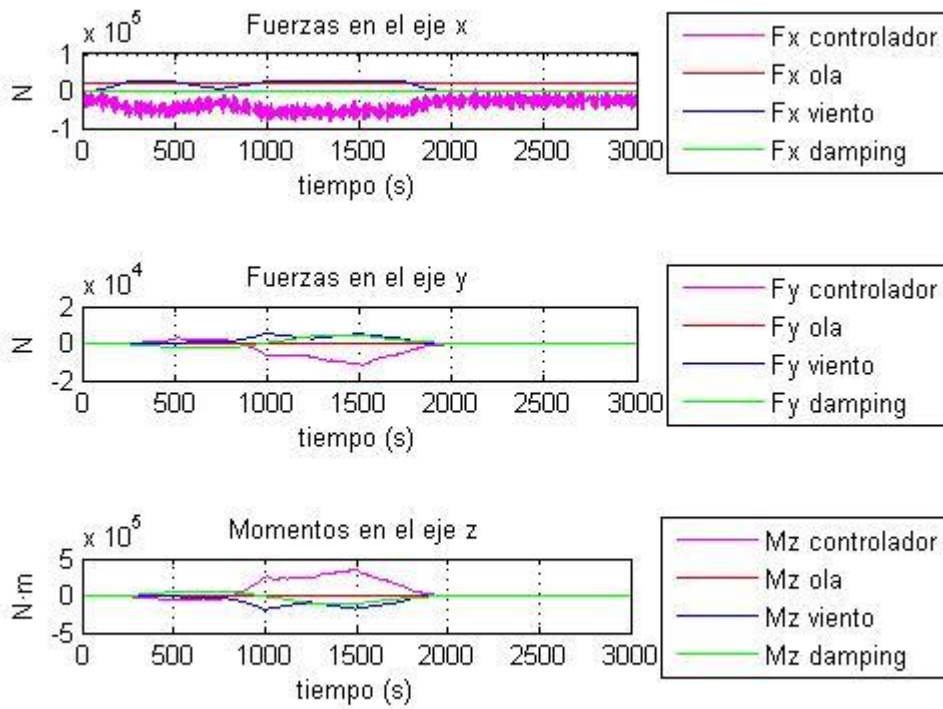 x 10^5
Fuerzas en el eje x
1
0
-1
N
0 500 1000 1500 2000 2500 3000
tiempo (s)
Fx controlador
Fx ola
Fx viento
Fx damping
x 10^4
Fuerzas en el eje y
2
0
-2
N
0 500 1000 1500 2000 2500 3000
tiempo (s)
Fy controlador
Fy ola
Fy viento
Fy damping
x 10^5
Momentos en el eje z
5
0
-5
N·m
0 500 1000 1500 2000 2500 3000
tiempo (s)
Mz controlador
Mz ola
Mz viento
Mz damping